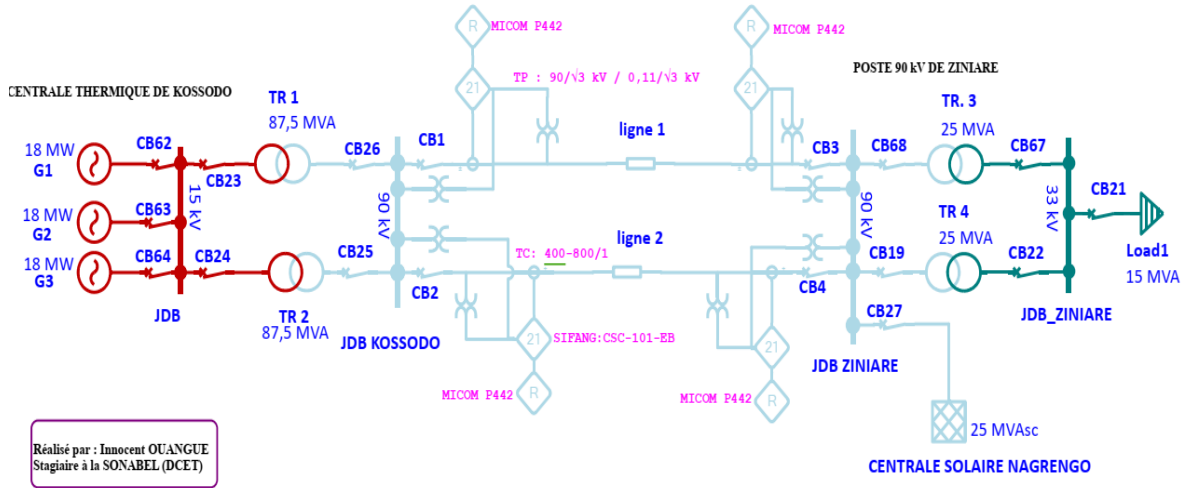 MICOM P442
R
R
MICOM P442
CENTRALE THERMIQUE DE KOSSODO
TR 1
87,5 MVA
21
TP : 90/√3 kV / 0,11/√3 kV
21
POSTE 90 kV DE ZINIARE
TR. 3
25 MVA
18 MW
G1
CB62
CB23
CB26
CB1
ligne 1
CB3
CB68
CB67
15 kV
90 kV
90 kV
33 kV
CB21
18 MW
G2
CB63
TR 4
25 MVA
Load1
15 MVA
18 MW
G3
CB64
CB24
CB25
CB2
TC: 400-800/1
ligne 2
CB4
CB19
CB22
JDB
TR 2
87,5 MVA
JDB KOSSODO
CB27
JDB_ZINIARE
21
SIFANG:CSC-101-EB
21
JDB ZINIARE
MICOM P442
R
MICOM P442
R
25 MVAsc
Réalisé par : Innocent OUANGUE
Stagiaire à la SONABEL (DCET)
CENTRALE SOLAIRE NAGRENGO